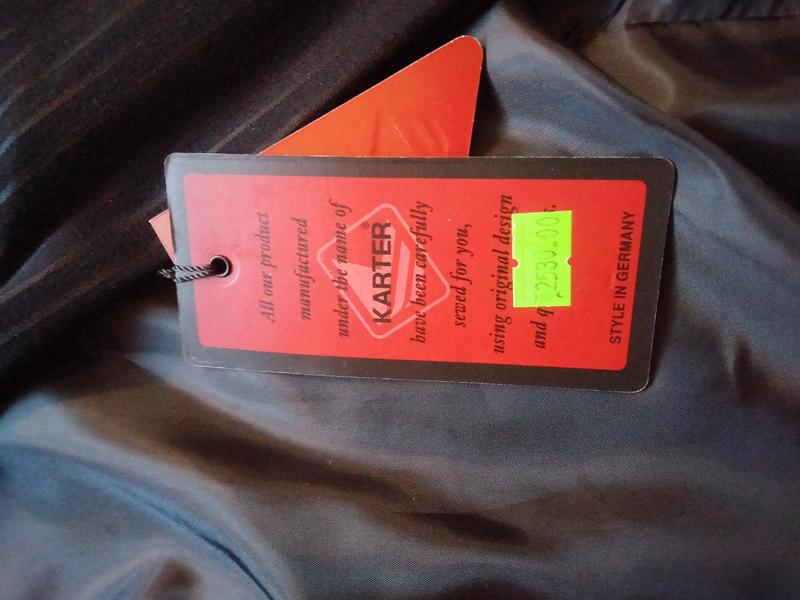 All our product
manufactured
under the name of
KARTER®
have been carefully
sewed for you,
using original design
and
2530.00
STYLE IN GERMANY